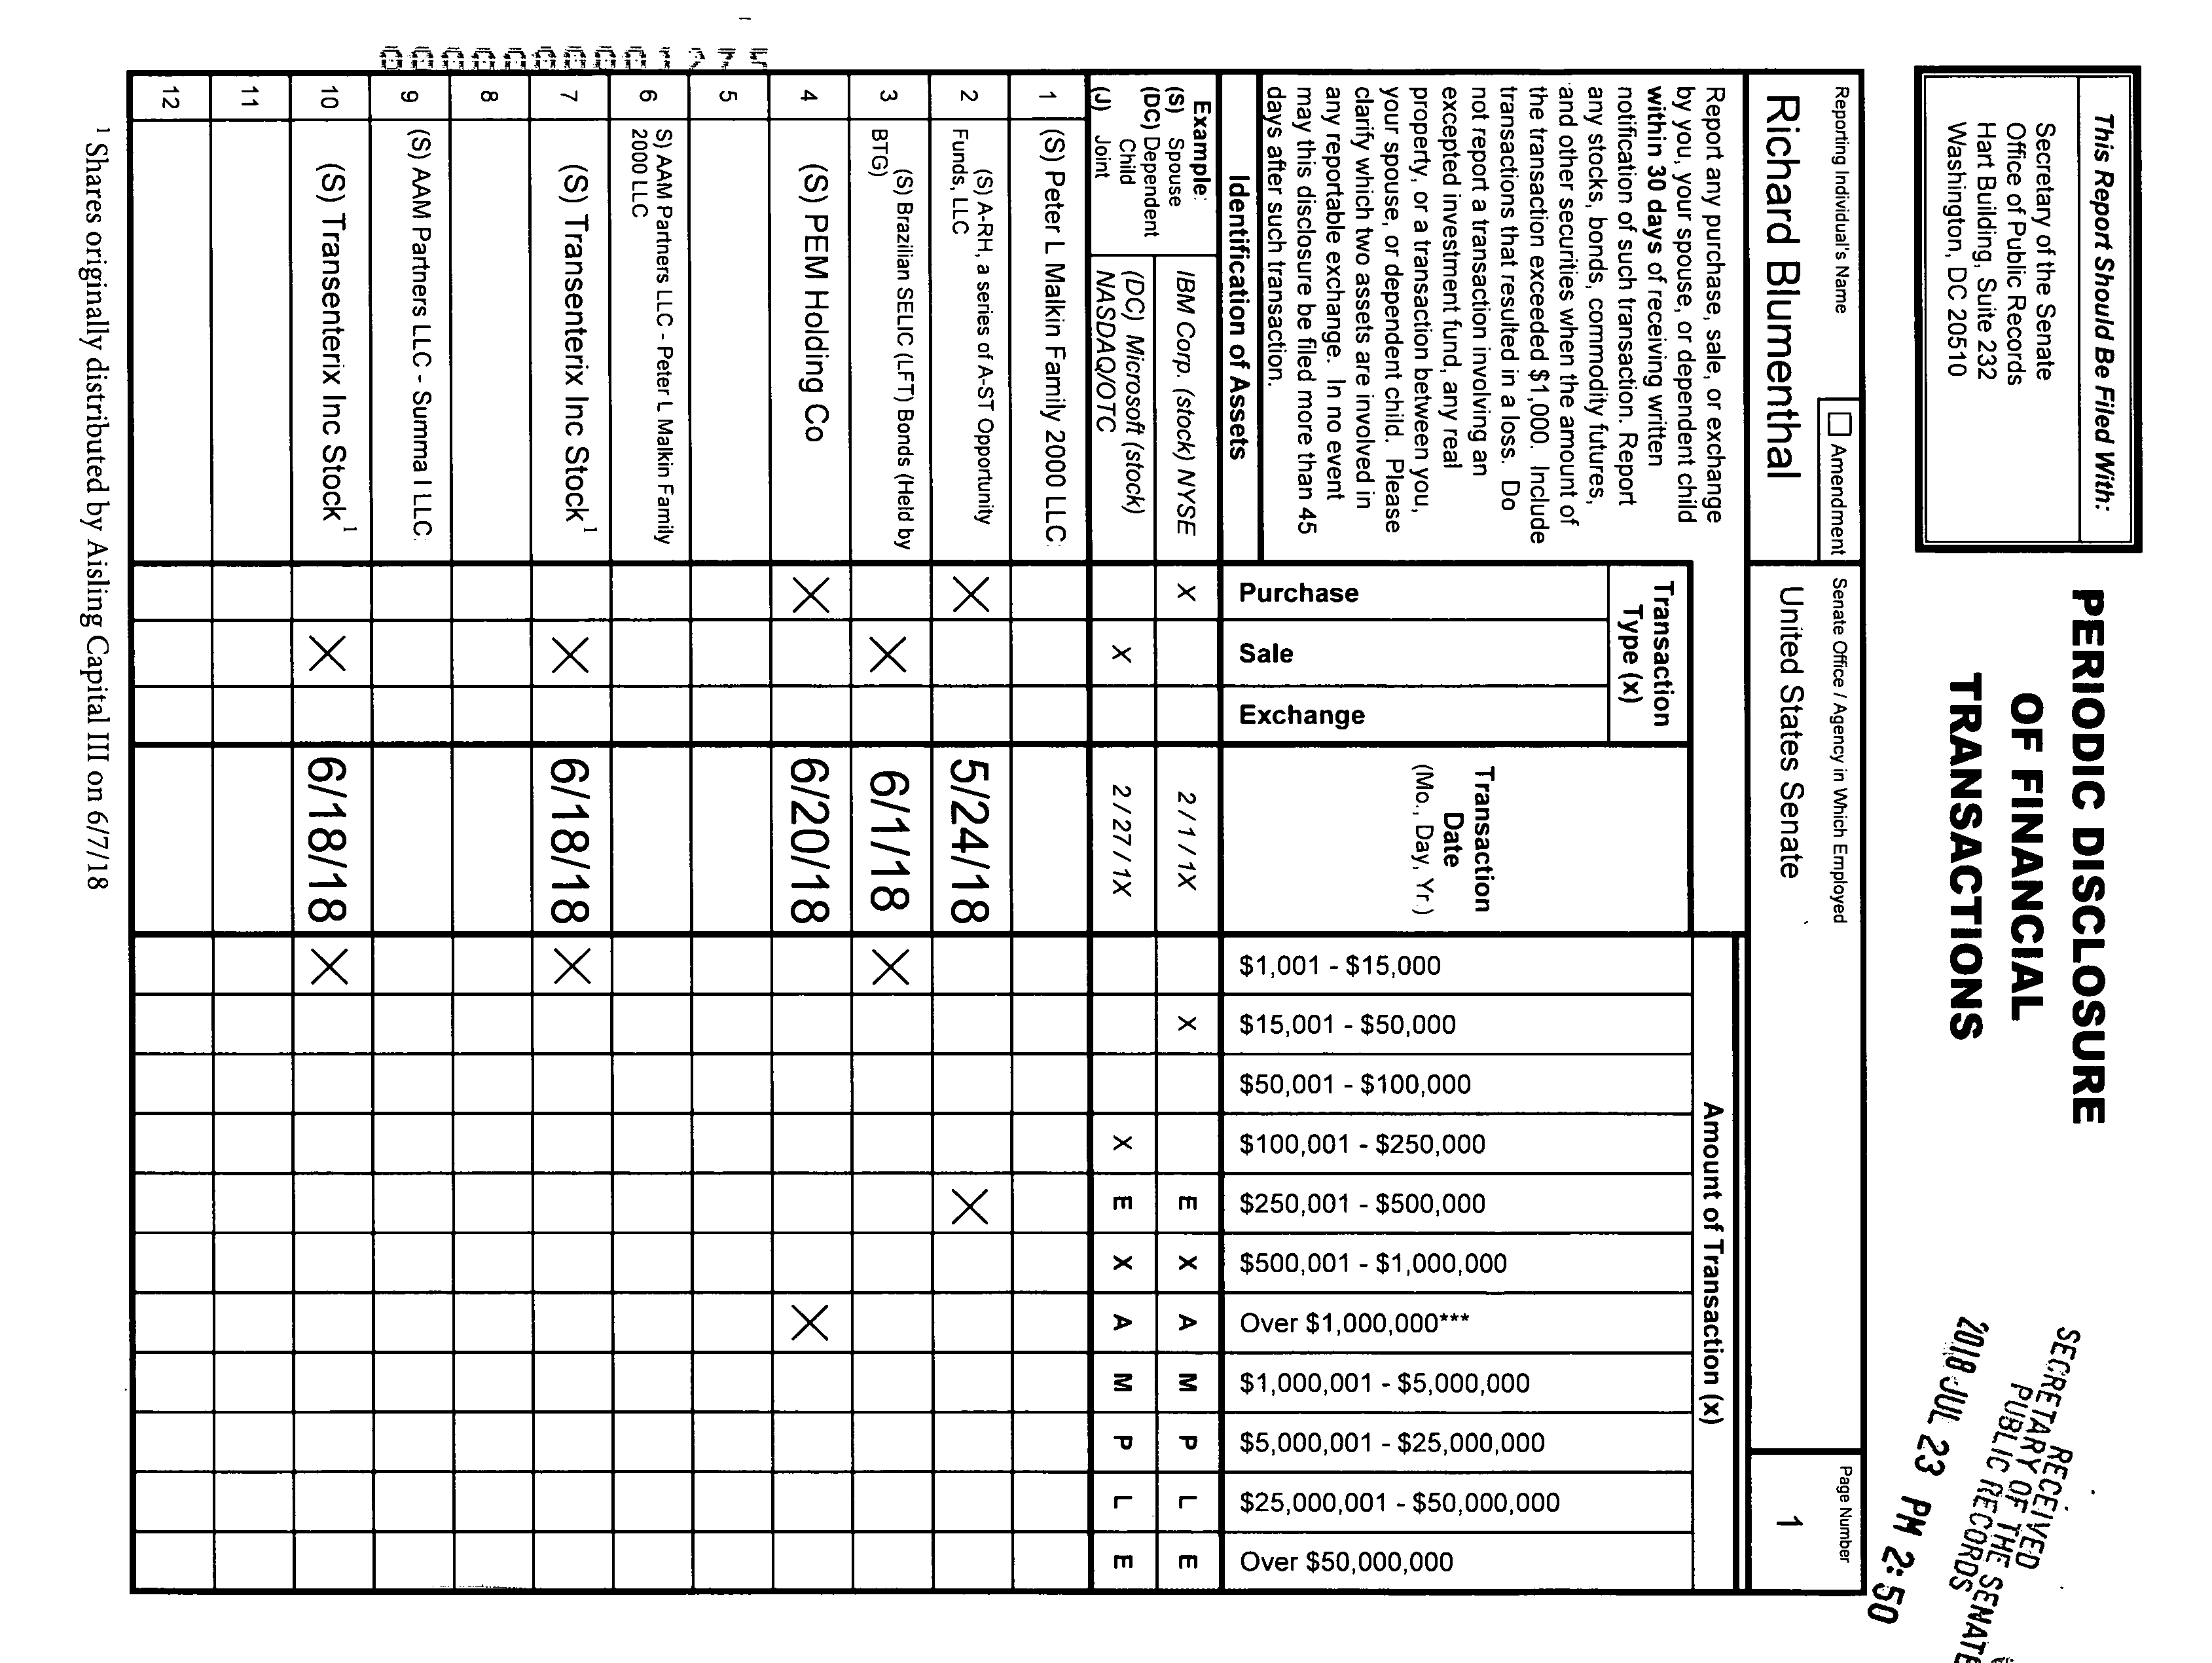 This Report Should Be Filed With:
Secretary of the Senate
Office of Public Records
Hart Building, Suite 232
Washington, DC 20510
PERIODIC DISCLOSURE
OF FINANCIAL
TRANSACTIONS
RECEIVED
SECRETARY OF THE SENATE
PUBLIC RECORDS
2018 JUL 23 PM 2:50
Reporting Individual's Name
☐ Amendment
Richard Blumenthal
Senate Office / Agency in Which Employed
United States Senate
Page Number
1
Report any purchase, sale, or exchange
by you, your spouse, or dependent child
within 30 days of receiving written
notification of such transaction. Report
any stocks, bonds, commodity futures,
and other securities when the amount of
the transaction exceeded $1,000. Include
transactions that resulted in a loss. Do
not report a transaction involving an
excepted investment fund, any real
property, or a transaction between you,
your spouse, or dependent child. Please
clarify which two assets are involved in
any reportable exchange. In no event
may this disclosure be filed more than 45
days after such transaction.
Identification of Assets
Transaction
Type (x)
Purchase
Sale
Exchange
Transaction
Date
(Mo., Day, Yr.)
Amount of Transaction (x)
$1,001 - $15,000
$15,001 - $50,000
$50,001 - $100,000
$100,001 - $250,000
$250,001 - $500,000
$500,001 - $1,000,000
Over $1,000,000***
$1,000,001 - $5,000,000
$5,000,001 - $25,000,000
$25,000,001 - $50,000,000
Over $50,000,000
Example:
(S) Spouse
(DC) Dependent
Child
(J) Joint
IBM Corp. (stock) NYSE X 2/1/1X X E X A M P L E
(DC) Microsoft (stock)
NASDAQ/OTC X 2/27/1X X E X A M P L E
1 (S) Peter L Malkin Family 2000 LLC:
2 (S) A-RH, a series of A-ST Opportunity
Funds, LLC X 5/24/18 X
3 (S) Brazilian SELIC (LFT) Bonds (Held by
BTG) X 6/1/18 X
4 (S) PEM Holding Co X 6/20/18 X
5
6 S) AAM Partners LLC - Peter L Malkin Family
2000 LLC
7 (S) Transenterix Inc Stock 1 X 6/18/18 X
8
9 (S) AAM Partners LLC - Summa I LLC:
10 (S) Transenterix Inc Stock 1 X 6/18/18 X
11
12
1 Shares originally distributed by Aisling Capital III on 6/7/18